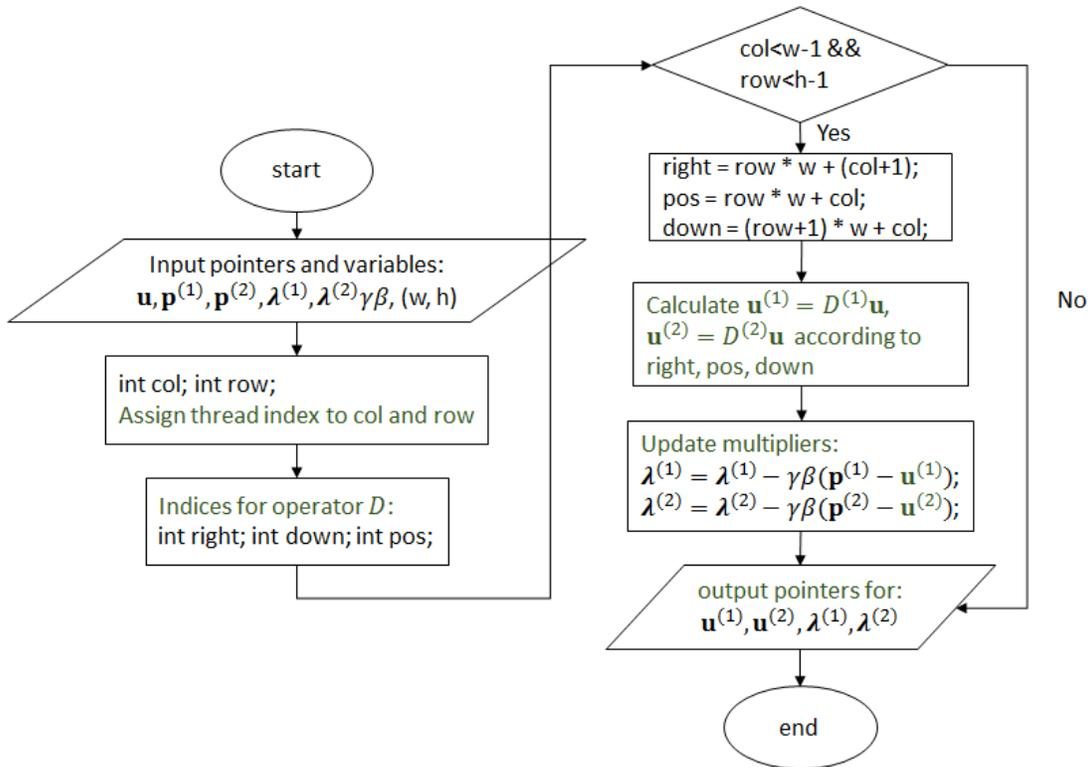 start
Input pointers and variables:
𝐮, 𝐩⁽¹⁾, 𝐩⁽²⁾, 𝝀⁽¹⁾, 𝝀⁽²⁾𝛾𝛽, (w, h)
int col; int row;
Assign thread index to col and row
Indices for operator 𝐷:
int right; int down; int pos;
col<w-1 &&
row<h-1
Yes
No
right = row * w + (col+1);
pos = row * w + col;
down = (row+1) * w + col;
Calculate 𝐮⁽¹⁾ = 𝐷⁽¹⁾𝐮,
𝐮⁽²⁾ = 𝐷⁽²⁾𝐮 according to
right, pos, down
Update multipliers:
𝝀⁽¹⁾ = 𝝀⁽¹⁾ − 𝛾𝛽(𝐩⁽¹⁾ − 𝐮⁽¹⁾);
𝝀⁽²⁾ = 𝝀⁽²⁾ − 𝛾𝛽(𝐩⁽²⁾ − 𝐮⁽²⁾);
output pointers for:
𝐮⁽¹⁾, 𝐮⁽²⁾, 𝝀⁽¹⁾, 𝝀⁽²⁾
end